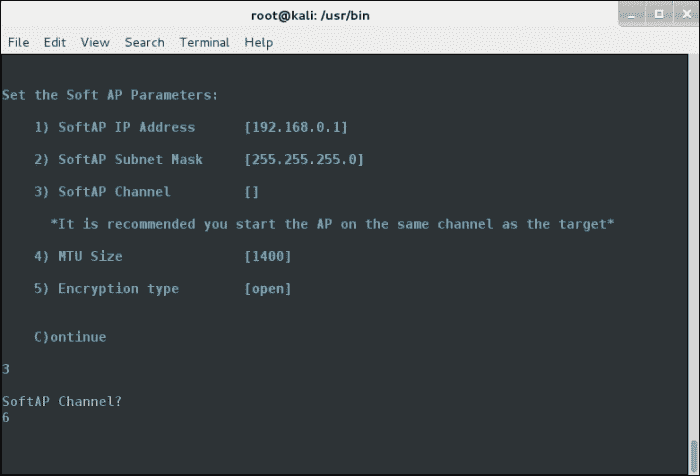 root@kali: /usr/bin
File Edit View Search Terminal Help
Set the Soft AP Parameters:
1) SoftAP IP Address [192.168.0.1]
2) SoftAP Subnet Mask [255.255.255.0]
3) SoftAP Channel []
*It is recommended you start the AP on the same channel as the target*
4) MTU Size [1400]
5) Encryption type [open]
C)ontinue
3
SoftAP Channel?
6